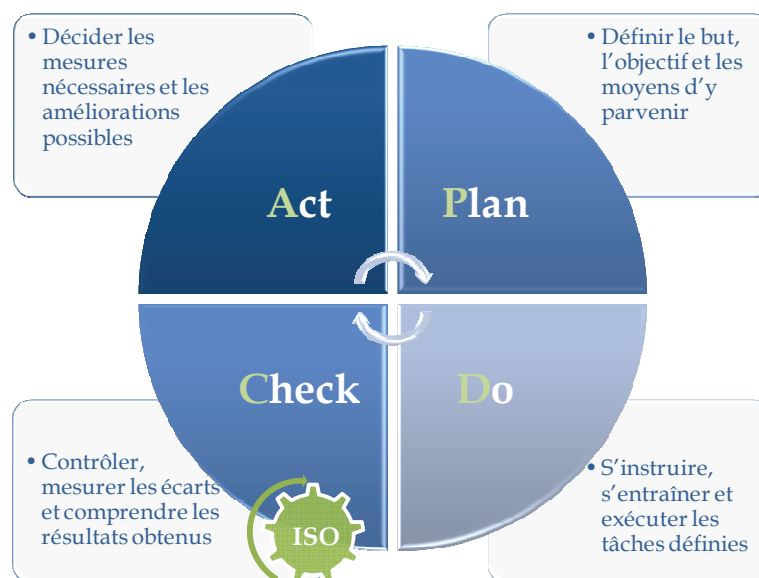 • Décider les
mesures
nécessaires et les
améliorations
possibles
• Définir le but,
l’objectif et les
moyens d’y
parvenir
Act
Plan
Check
Do
• Contrôler,
mesurer les écarts
et comprendre les
résultats obtenus
ISO
• S’instruire,
s’entraîner et
exécuter les
tâches définies